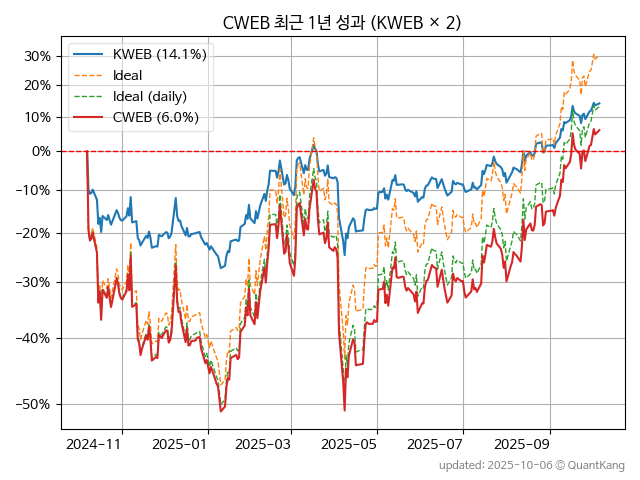 CWEB 최근 1년 성과 (KWEB × 2)
KWEB (14.1%)
Ideal
Ideal (daily)
CWEB (6.0%)
30%
20%
10%
0%
−10%
−20%
−30%
−40%
−50%
2024-11 2025-01 2025-03 2025-05 2025-07 2025-09
updated: 2025-10-06 © QuantKang